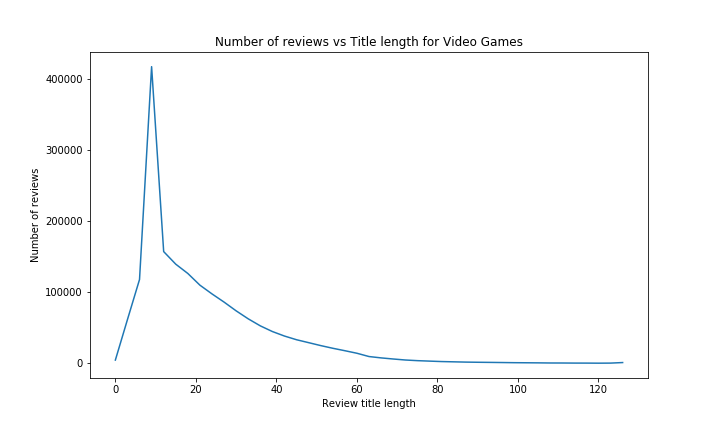 Number of reviews vs Title length for Video Games
Number of reviews
400000
300000
200000
100000
0
0 20 40 60 80 100 120
Review title length